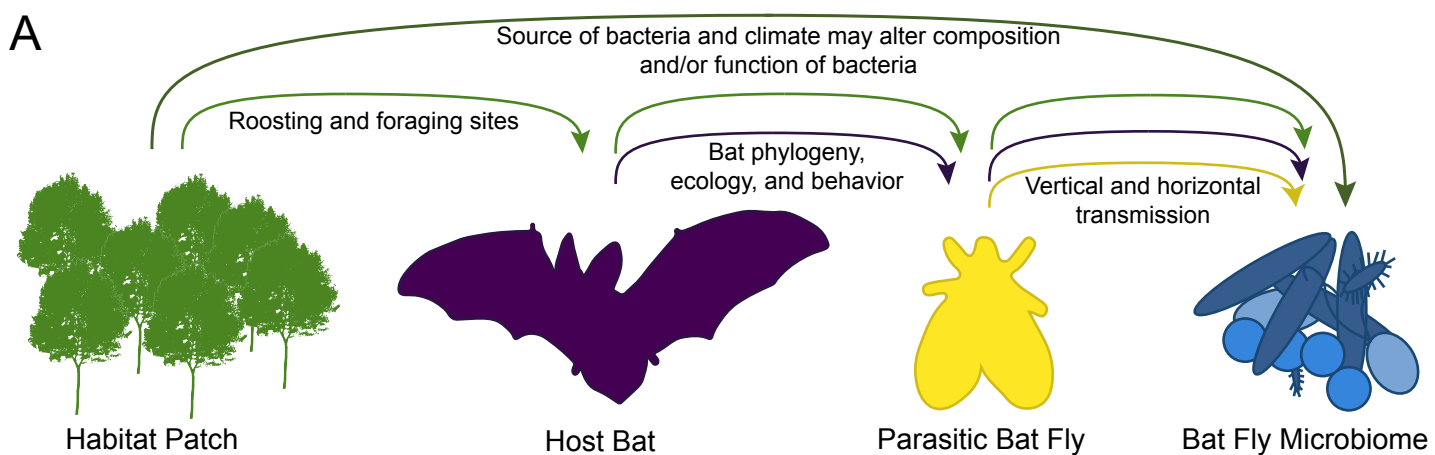 A
Source of bacteria and climate may alter composition
and/or function of bacteria
Roosting and foraging sites
Bat phylogeny,
ecology, and behavior
Vertical and horizontal
transmission
Habitat Patch
Host Bat
Parasitic Bat Fly
Bat Fly Microbiome